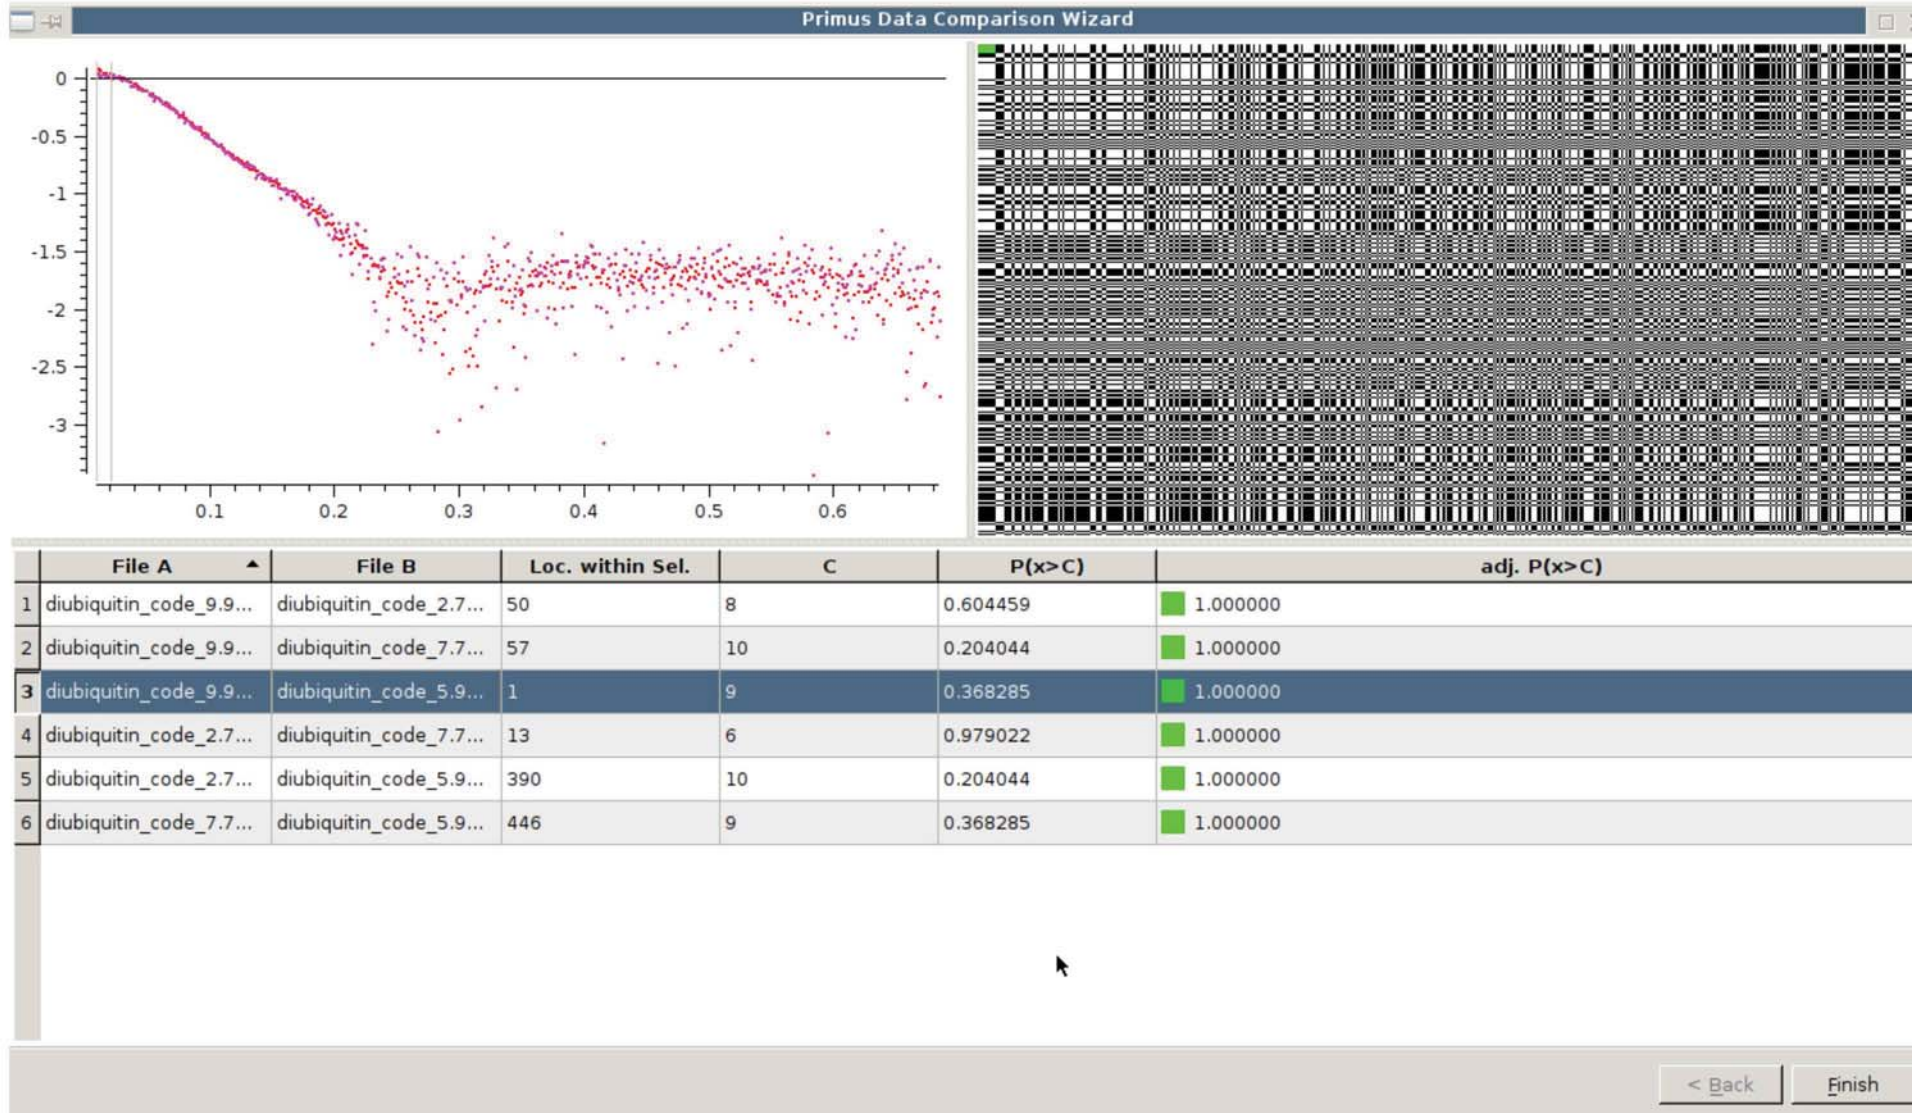 Primus Data Comparison Wizard
0
-0.5
-1
-1.5
-2
-2.5
-3
0.1 0.2 0.3 0.4 0.5 0.6
File A File B Loc. within Sel. C P(x>C) adj. P(x>C)
1 diubiquitin_code_9.9... diubiquitin_code_2.7... 50 8 0.604459 1.000000
2 diubiquitin_code_9.9... diubiquitin_code_7.7... 57 10 0.204044 1.000000
3 diubiquitin_code_9.9... diubiquitin_code_5.9... 1 9 0.368285 1.000000
4 diubiquitin_code_2.7... diubiquitin_code_7.7... 13 6 0.979022 1.000000
5 diubiquitin_code_2.7... diubiquitin_code_5.9... 390 10 0.204044 1.000000
6 diubiquitin_code_7.7... diubiquitin_code_5.9... 446 9 0.368285 1.000000
< Back Finish